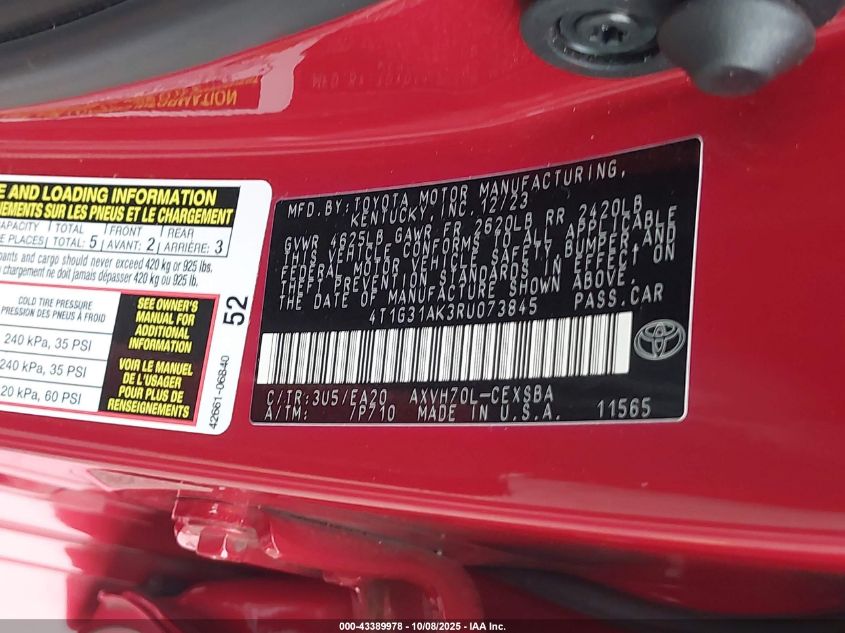 E AND LOADING INFORMATION
NEMENTS SUR LES PNEUS ET LE CHARGEMENT
CAPACITY TOTAL FRONT REAR
E PLACES TOTAL: 5 AVANT: 2 ARRIÈRE: 3
pants and cargo should never exceed 420 kg or 925 lbs.
chargement ne doit jamais dépasser 420 kg ou 925 lb.
COLD TIRE PRESSURE
PRESSION DES PNEUS À FROID
240 kPa, 35 PSI
240 kPa, 35 PSI
20 kPa, 60 PSI
SEE OWNER'S
MANUAL FOR
ADDITIONAL
INFORMATION
VOIR LE MANUEL
DE L'USAGER
POUR PLUS DE
RENSEIGNEMENTS
52
42661-06B40
MFD.BY:TOYOTA MOTOR MANUFACTURING,
KENTUCKY, INC. 12/23
GVWR 4625LB GAWR FR 2620LB RR 2420LB
THIS VEHICLE CONFORMS TO ALL APPLICABLE
FEDERAL MOTOR VEHICLE SAFETY, BUMPER, AND
THEFT PREVENTION STANDARDS IN EFFECT ON
THE DATE OF MANUFACTURE SHOWN ABOVE.
4T1G31AK3RU073845 PASS.CAR
C/TR:3U5/EA20 AXVH70L-CEXSBA
A/TM: /P710 MADE IN U.S.A. 11565
TOYOTA
000-43389978 - 10/08/2025 - IAA Inc.